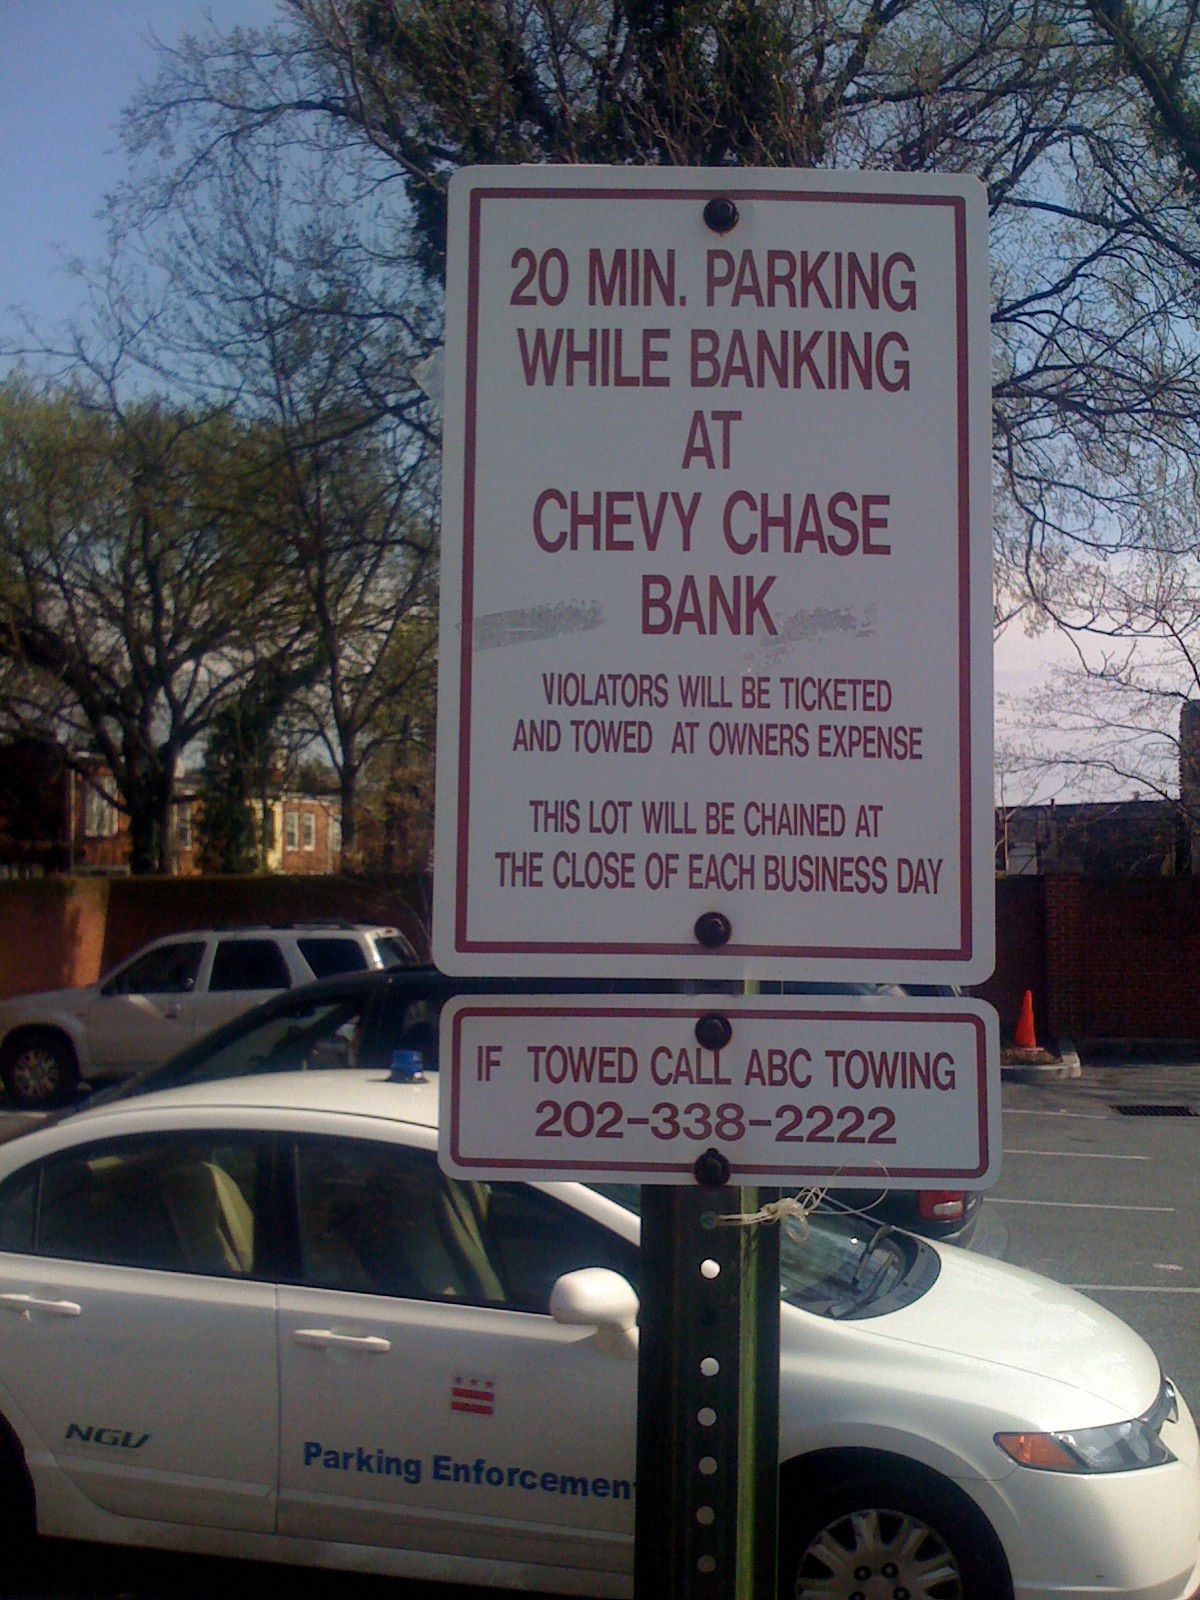 20 MIN. PARKING
WHILE BANKING
AT
CHEVY CHASE
BANK
VIOLATORS WILL BE TICKETED
AND TOWED AT OWNERS EXPENSE
THIS LOT WILL BE CHAINED AT
THE CLOSE OF EACH BUSINESS DAY
IF TOWED CALL ABC TOWING
202-338-2222
NGV
Parking Enforcement